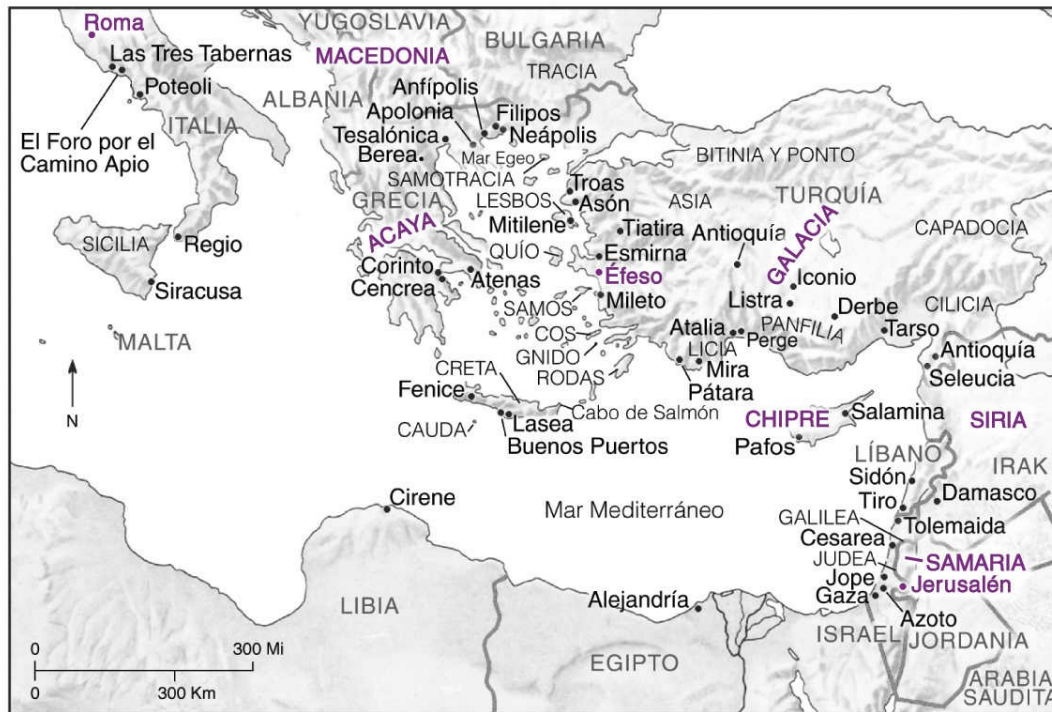 Roma
YUGOSLAVIA
BULGARIA
MACEDONIA
Las Tres Tabernas
TRACIA
Anfípolis
Poteoli
ALBANIA
Apolonia
Filipos
ITALIA
Tesalónica
Neápolis
El Foro por el
Camino Apio
Berea
Mar Egeo
BITINIA Y PONTO
SAMOTRACIA
Troas
GRECIA
LESBOS
Asón
ASIA
TURQUÍA
ACAYA
Mitilene
Tiatira
CAPADOCIA
SICILIA
Regio
QUÍO
Esmirna
Antioquía
GALACIA
Corinto
Éfeso
Iconio
Siracusa
Cencrea
Atenas
Mileto
Listra
Derbe
CILICIA
SAMOS
MALTA
COS
Atalia
PANFILIA
Tarso
Perge
GNIDO
LICIA
Antioquía
CRETA
RODAS
Mira
Seleucia
N
Fenice
Pátara
Cabo de Salmón
CHIPRE
Salamina
SIRIA
CAUDA
Lasea
Buenos Puertos
Pafos
LÍBANO
IRAK
Sidón
Cirene
Damasco
Mar Mediterráneo
Tiro
GALILEA
Tolemaida
Cesarea
JUDEA
SAMARIA
Jope
Jerusalén
LIBIA
Alejandría
Gaza
Azoto
ISRAEL
JORDANIA
0
300 Mi
EGIPTO
ARABIA
SAUDITA
0
300 Km